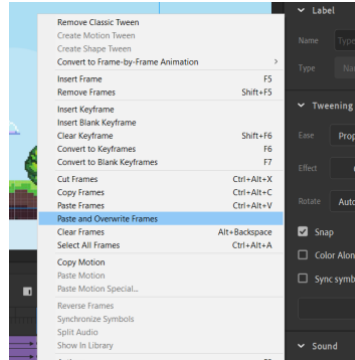 Label
Remove Classic Tween
Create Motion Tween
Name
Create Shape Tween
Convert to Frame-by-Frame Animation >
Type
Insert Frame F5
Remove Frames Shift+F5
Tweening
Insert Keyframe
Insert Blank Keyframe
Clear Keyframe Shift+F6
Ease
Convert to Keyframes F6
Convert to Blank Keyframes F7
Effect
Cut Frames Ctrl+Alt+X
Copy Frames Ctrl+Alt+C
Paste Frames Ctrl+Alt+V
Rotate Auto
Paste and Overwrite Frames
Clear Frames Alt+Backspace
Snap
Select All Frames Ctrl+Alt+A
Color Alon
Copy Motion
Paste Motion
Sync symb
Paste Motion Special...
Reverse Frames
Synchronize Symbols
Split Audio
Show In Library
Sound